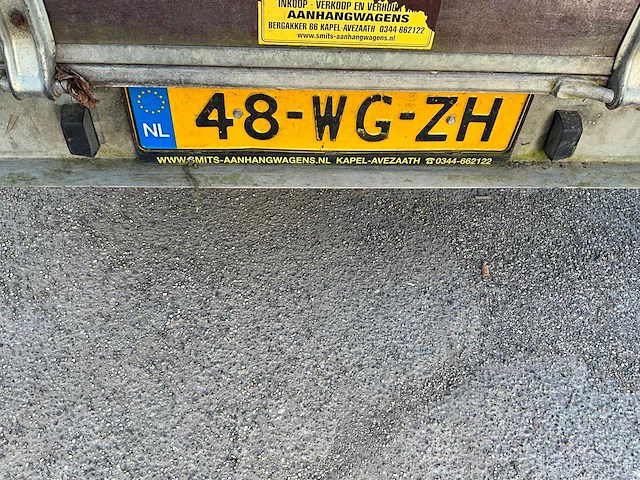 INKOOP - VERKOOP EN VERHUUR
AANHANGWAGENS
BERGAKKER 66 KAPEL-AVEZAATH 0344-662122
www.smits-aanhangwagens.nl
NL 48-WG-ZH
WWW.SMITS-AANHANGWAGENS.NL KAPEL-AVEZAATH ☎0344-662122